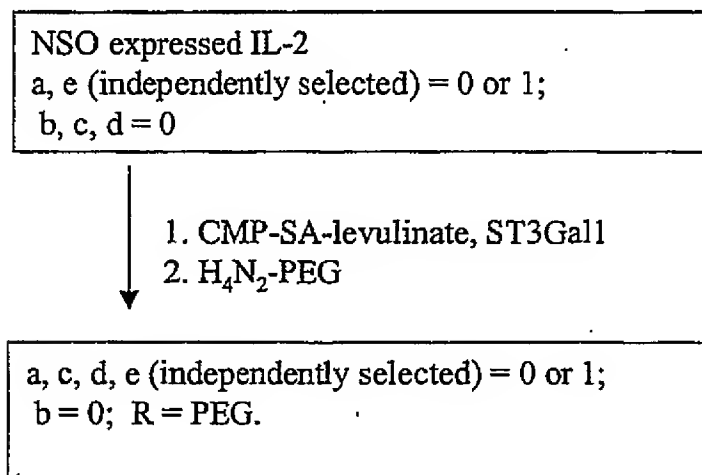 NSO expressed IL-2
a, e (independently selected) = 0 or 1;
b, c, d = 0
1. CMP-SA-levulinate, ST3Gal1
2. H₄N₂-PEG
a, c, d, e (independently selected) = 0 or 1;
b = 0; R = PEG.